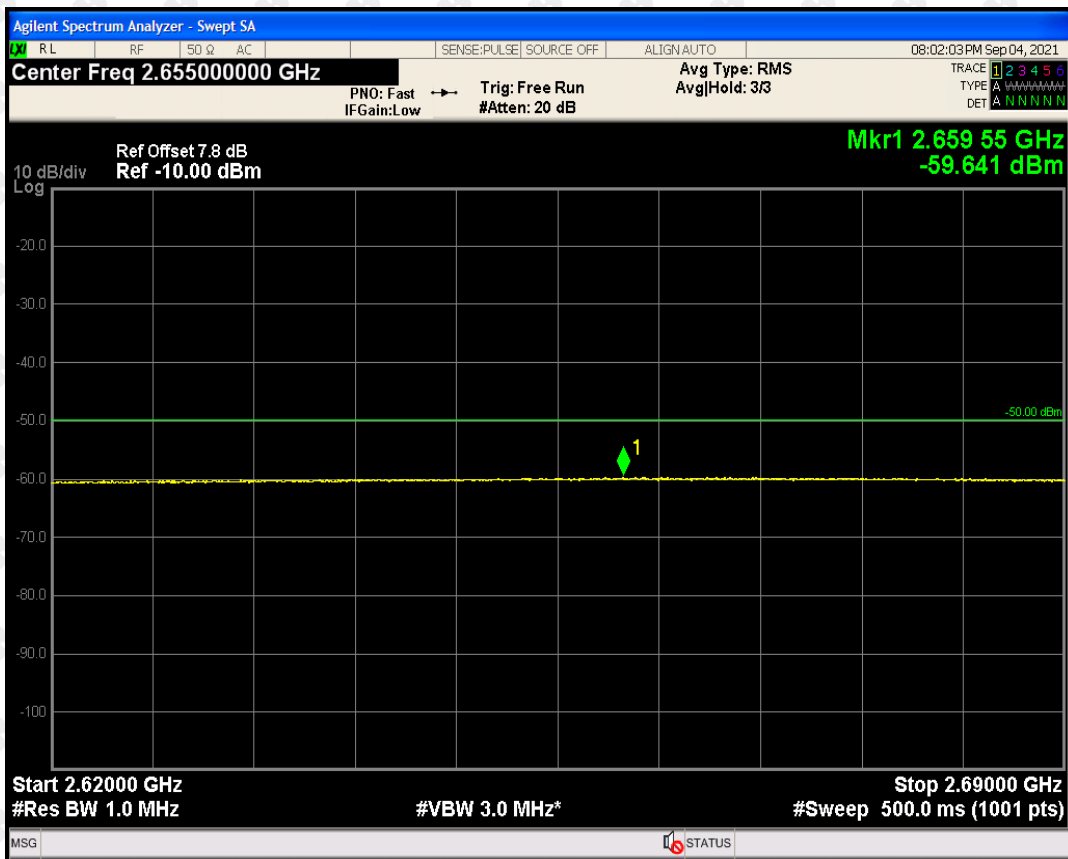 Agilent Spectrum Analyzer - Swept SA
LXI RL RF 50 Ω AC SENSE:PULSE SOURCE OFF ALIGN AUTO 08:02:03 PM Sep 04, 2021
Center Freq 2.655000000 GHz
PNO: Fast
IFGain:Low
Trig: Free Run
#Atten: 20 dB
Avg Type: RMS
Avg|Hold: 3/3
TRACE 1 2 3 4 5 6
TYPE A WWWWW
DET A N N N N N
Mkr1 2.659 55 GHz
-59.641 dBm
Ref Offset 7.8 dB
10 dB/div Ref -10.00 dBm
Log
-20.0
-30.0
-40.0
-50.0
-50.00 dBm
1
-60.0
-70.0
-80.0
-90.0
-100
Start 2.62000 GHz Stop 2.69000 GHz
#Res BW 1.0 MHz #VBW 3.0 MHz* #Sweep 500.0 ms (1001 pts)
MSG STATUS